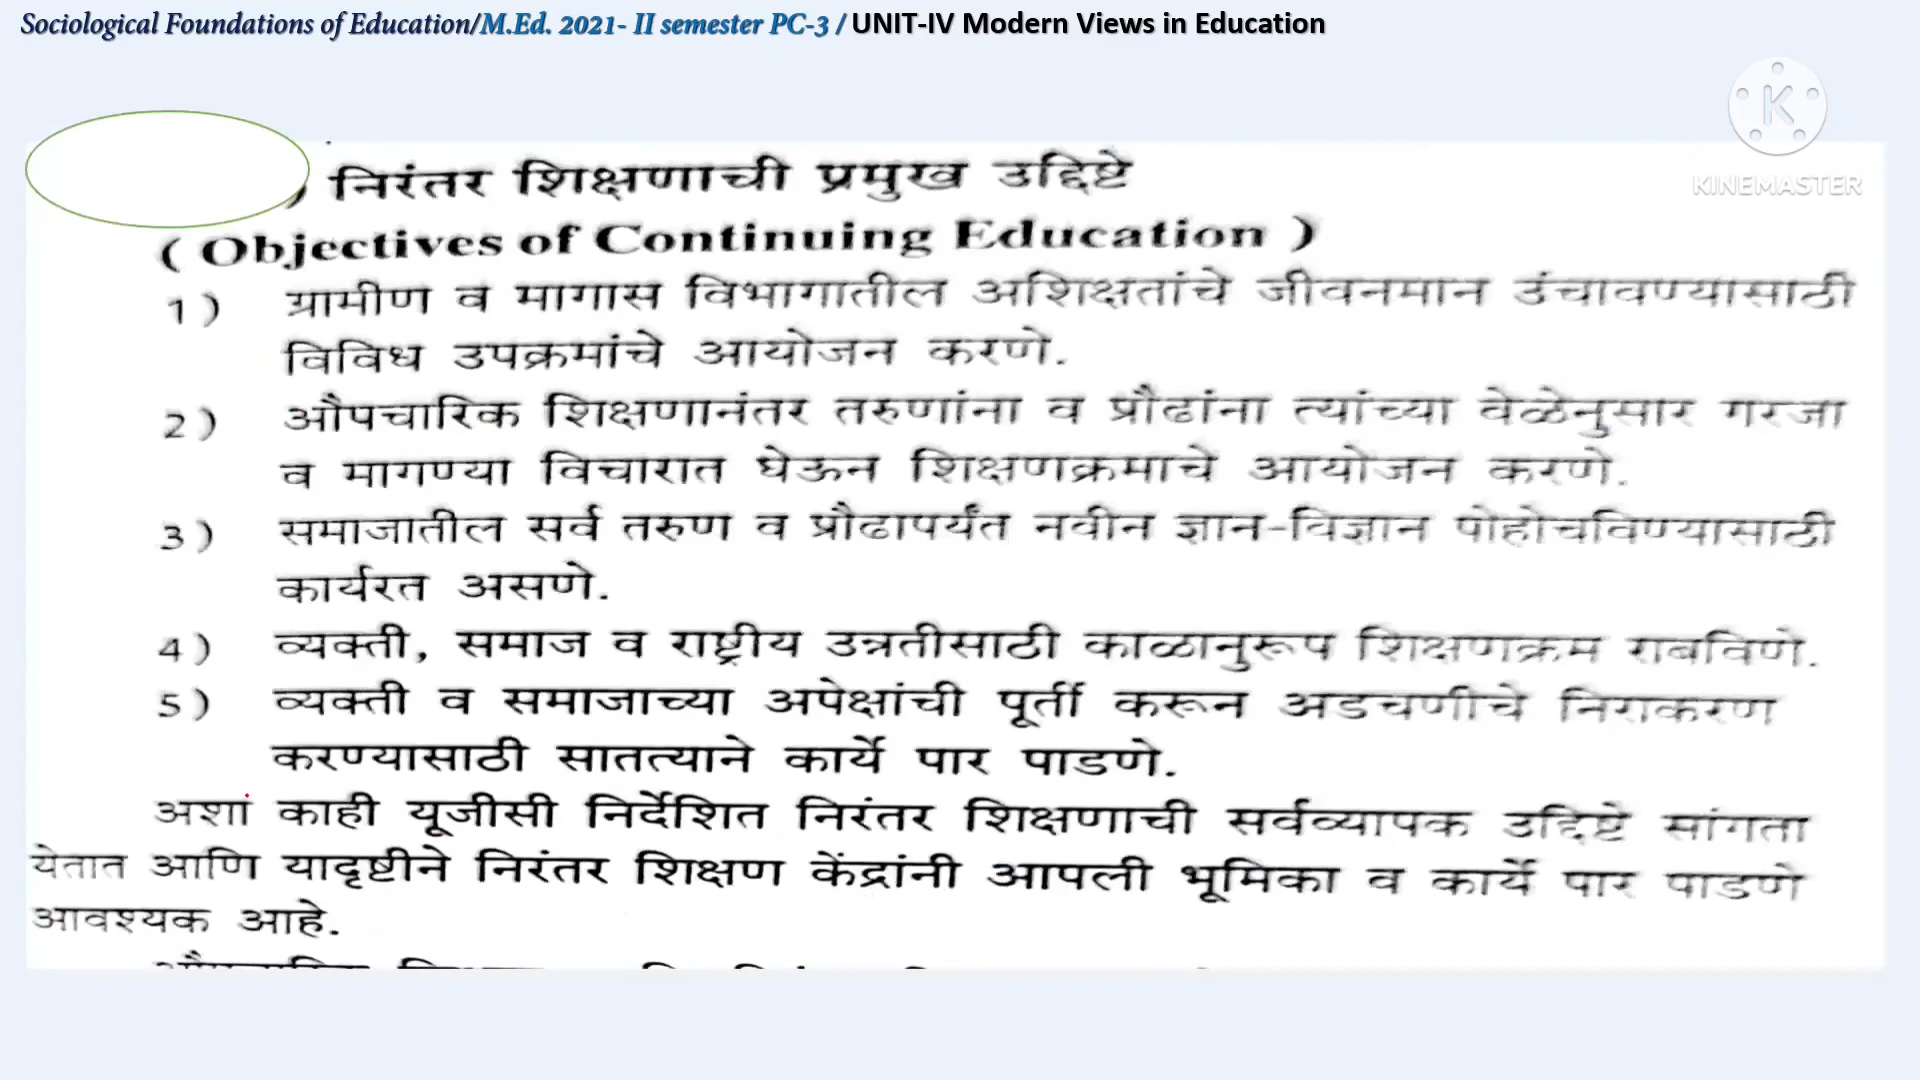 Sociological Foundations of Education/M.Ed. 2021- II semester PC-3 / UNIT-IV Modern Views in Education
K
KINEMASTER
) निरंतर शिक्षणाची प्रमुख उद्दिष्टे
( Objectives of Continuing Education )
1) ग्रामीण व मागास विभागातील अशिक्षतांचे जीवनमान उंचावण्यासाठी
विविध उपक्रमांचे आयोजन करणे.
2) औपचारिक शिक्षणानंतर तरुणांना व प्रौढांना त्यांच्या वेळेनुसार गरजा
व मागण्या विचारात घेऊन शिक्षणक्रमाचे आयोजन करणे.
3) समाजातील सर्व तरुण व प्रौढापर्यंत नवीन ज्ञान-विज्ञान पोहोचविण्यासाठी
कार्यरत असणे.
4) व्यक्ती, समाज व राष्ट्रीय उन्नतीसाठी काळानुरूप शिक्षणक्रम राबविणे.
5) व्यक्ती व समाजाच्या अपेक्षांची पूर्ती करून अडचणीचे निराकरण
करण्यासाठी सातत्याने कार्ये पार पाडणे.
अशा काही यूजीसी निर्देशित निरंतर शिक्षणाची सर्वव्यापक उद्दिष्टे सांगता
येतात आणि यादृष्टीने निरंतर शिक्षण केंद्रांनी आपली भूमिका व कार्ये पार पाडणे
आवश्यक आहे.